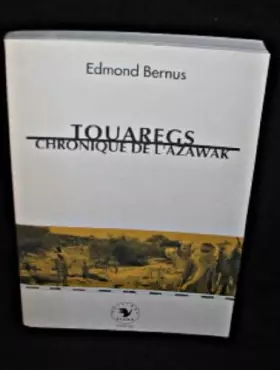 Edmond Bernus
TOUAREGS
CHRONIQUE DE L'AZAWAK